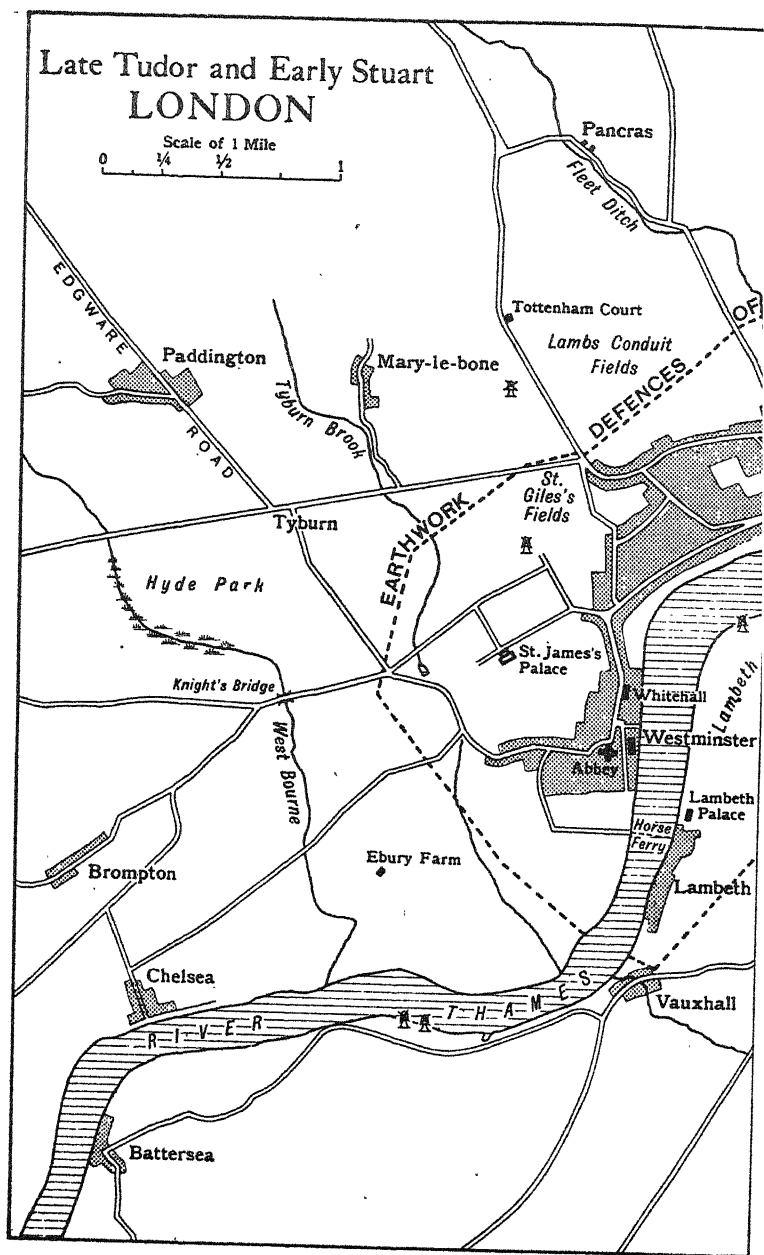 Late Tudor and Early Stuart
LONDON
Scale of 1 Mile
0 1/4 1/2 1
Pancras
Fleet Ditch
EDGWARE
ROAD
Tottenham Court
OF
Lambs Conduit
Fields
Paddington
Mary-le-bone
DEFENCES
Tyburn Brook
St.
Giles's
Fields
EARTHWORK
Tyburn
Hyde Park
St. James's
Palace
Knight's Bridge
Whitehall
Lambeth
West Bourne
Westminster
Abbey
Lambeth
Palace
Horse
Ferry
Ebury Farm
Brompton
Lambeth
Chelsea
RIVER THAMES
Vauxhall
Battersea